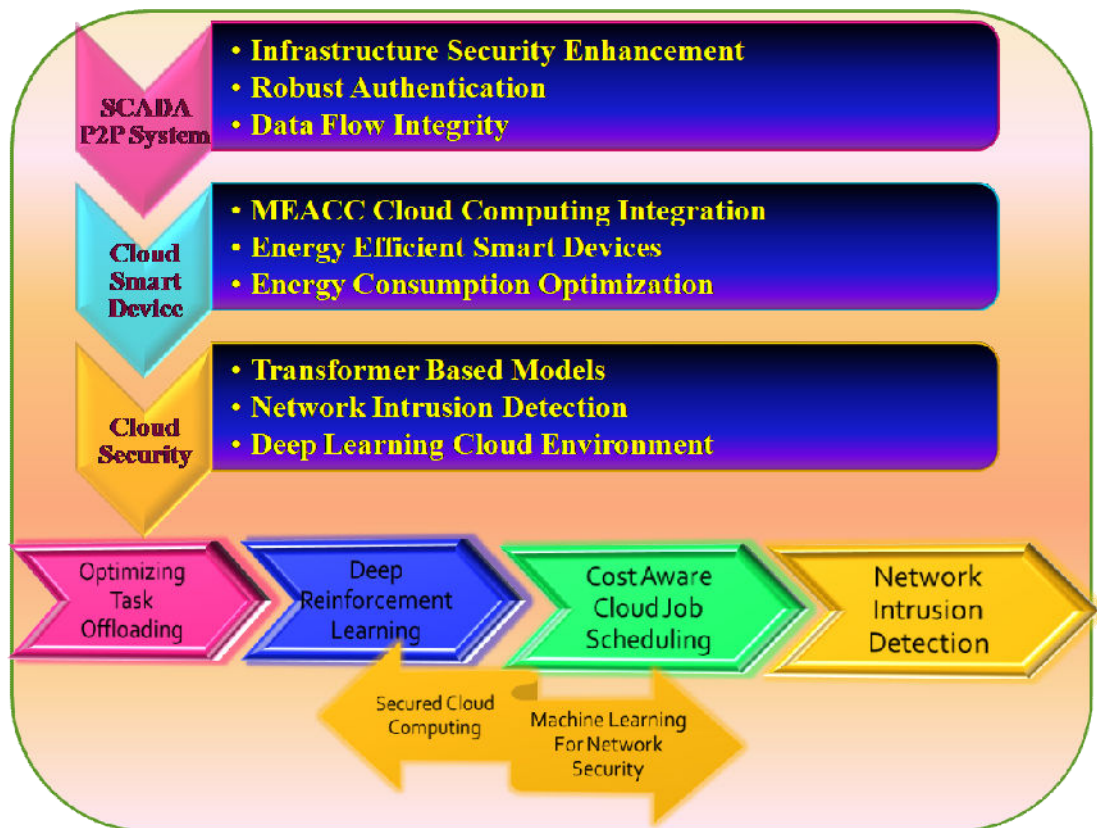 SCADA
P2P System
• Infrastructure Security Enhancement
• Robust Authentication
• Data Flow Integrity
Cloud
Smart
Device
• MEACC Cloud Computing Integration
• Energy Efficient Smart Devices
• Energy Consumption Optimization
Cloud
Security
• Transformer Based Models
• Network Intrusion Detection
• Deep Learning Cloud Environment
Optimizing
Task
Offloading
Deep
Reinforcement
Learning
Cost Aware
Cloud Job
Scheduling
Network
Intrusion
Detection
Secured Cloud
Computing
Machine Learning
For Network
Security